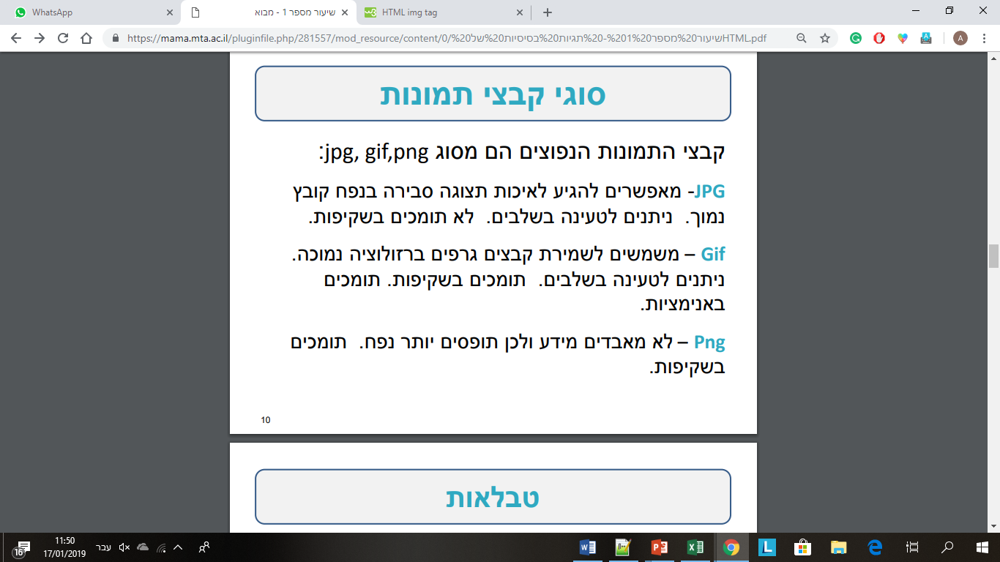 WhatsApp
שיעור מספר 1 - מבוא
HTML img tag
https://mama.mta.ac.il/pluginfile.php/281557/mod_resource/content/0/שיעור%20מספר%201%20-%20תגיות%20בסיסיות%20של%20HTML.pdf
A
סוגי קבצי תמונות
קבצי התמונות הנפוצים הם מסוג jpg, gif,png:
JPG- מאפשרים להגיע לאיכות תצוגה סבירה בנפח קובץ
נמוך. ניתנים לטעינה בשלבים. לא תומכים בשקיפות.
Gif – משמשים לשמירת קבצים גרפים ברזולוציה נמוכה.
ניתנים לטעינה בשלבים. תומכים בשקיפות. תומכים
באנימציות.
Png – לא מאבדים מידע ולכן תופסים יותר נפח. תומכים
בשקיפות.
10
טבלאות
16
11:50
17/01/2019
עבר